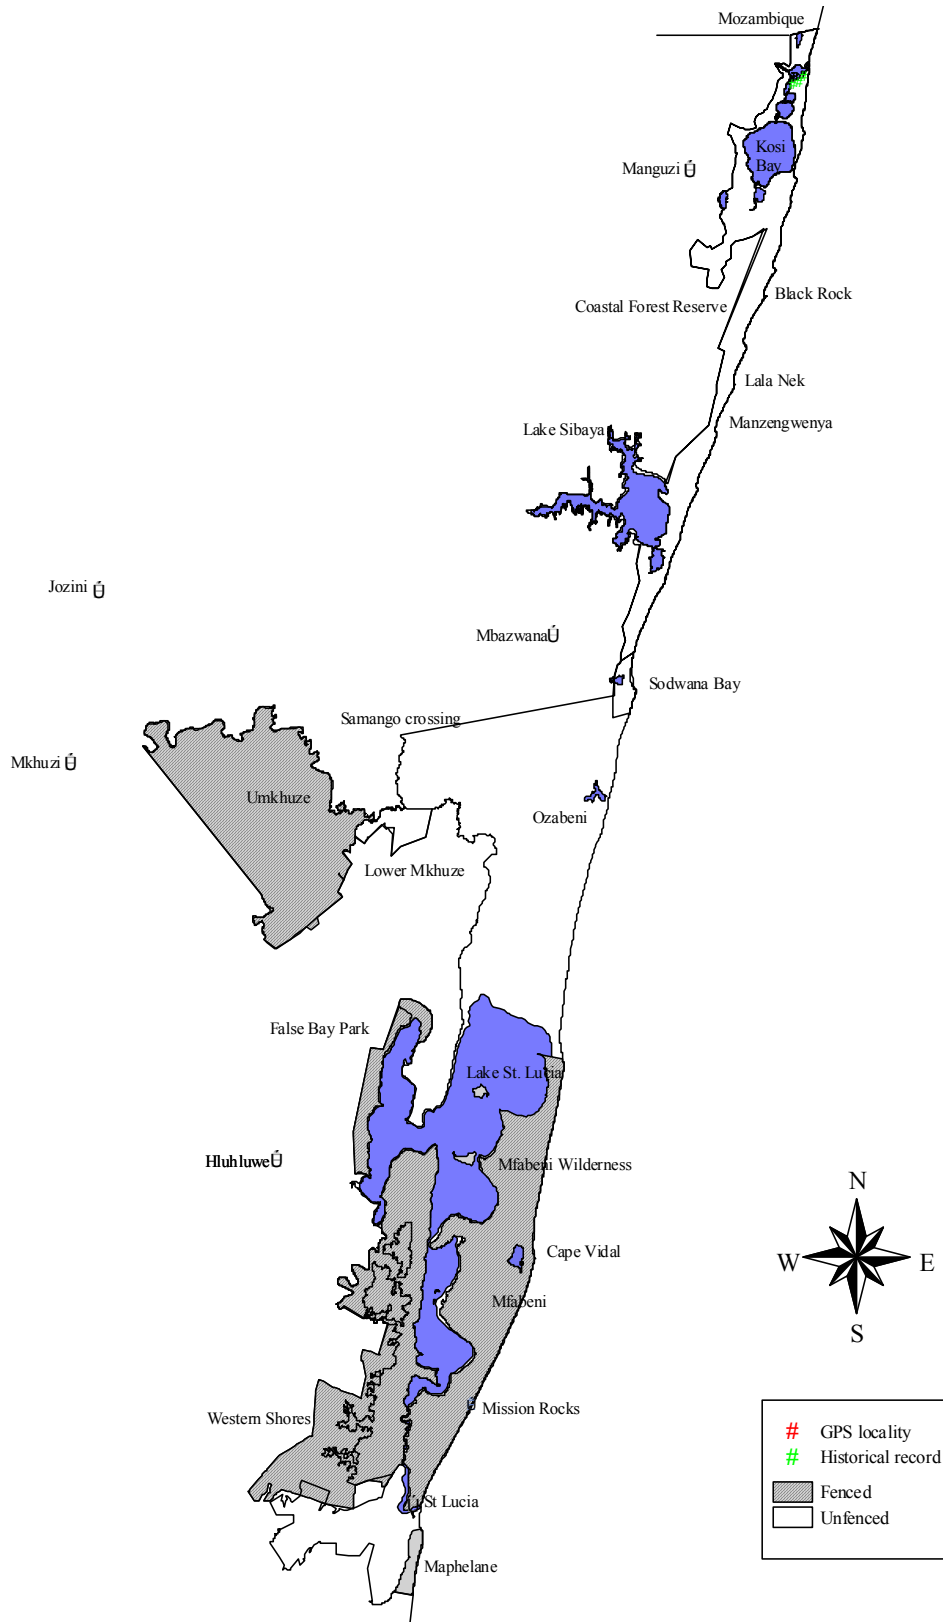 Mozambique
Kosi
Bay
Manguzi
Coastal Forest Reserve
Black Rock
Lala Nek
Manzengwenya
Lake Sibaya
Jozini
Mbazwana
Sodwana Bay
Samango crossing
Mkhuzi
Umkhuze
Ozabeni
Lower Mkhuze
False Bay Park
Lake St. Lucia
Hluhluwe
Mfabeni Wilderness
Cape Vidal
Mfabeni
Western Shores
Mission Rocks
St Lucia
Maphelane
N
W
E
S
# GPS locality
# Historical record
Fenced
Unfenced